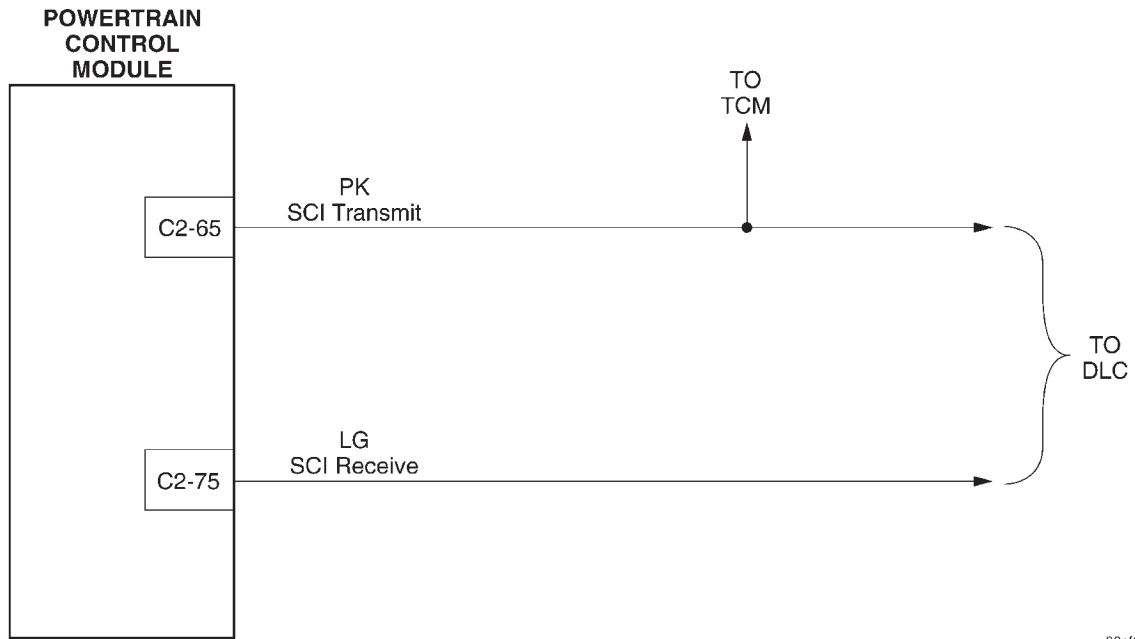 POWERTRAIN
CONTROL
MODULE
TO
TCM
PK
SCI Transmit
C2-65
TO
DLC
LG
SCI Receive
C2-75